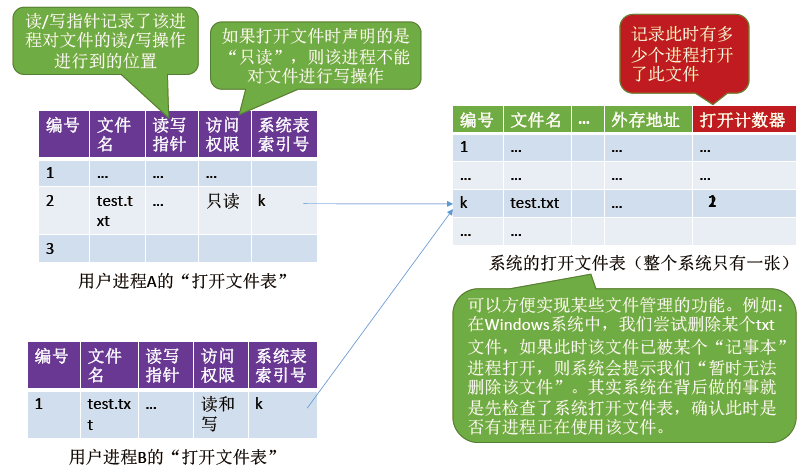 读/写指针记录了该进
程对文件的读/写操作
进行到的位置
如果打开文件时声明的是
“只读”，则该进程不能
对文件进行写操作
记录此时有多
少个进程打开
了此文件
编号 文件名 读写指针 访问权限 系统表索引号
1 ... ... ...
2 test.txt ... 只读 k
3
用户进程A的“打开文件表”
编号 文件名 ... 外存地址 打开计数器
1 ... ... ...
... ... ... ...
k test.txt ...
... ...
系统的打开文件表（整个系统只有一张）
可以方便实现某些文件管理的功能。例如：
在Windows系统中，我们尝试删除某个txt
文件，如果此时该文件已被某个“记事本”
进程打开，则系统会提示我们“暂时无法
删除该文件”。其实系统在背后做的事就
是先检查了系统打开文件表，确认此时是
否有进程正在使用该文件。
编号 文件名 读写指针 访问权限 系统表索引号
1 test.txt ... 读和写 k
用户进程B的“打开文件表”